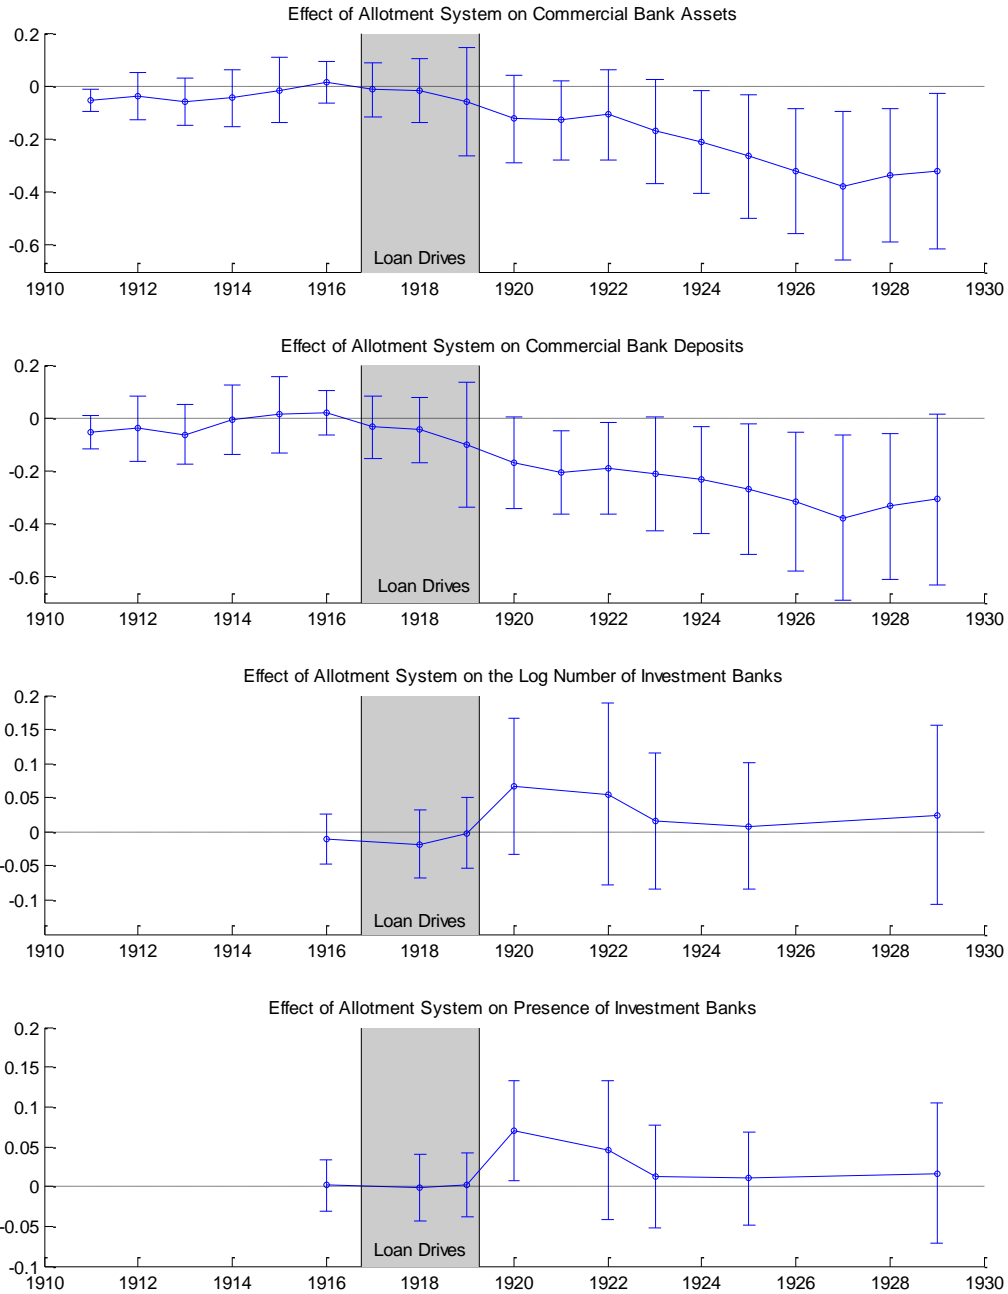 Effect of Allotment System on Commercial Bank Assets
0.2
0
-0.2
-0.4
-0.6
Loan Drives
1910 1912 1914 1916 1918 1920 1922 1924 1926 1928 1930
Effect of Allotment System on Commercial Bank Deposits
0.2
0
-0.2
-0.4
-0.6
Loan Drives
1910 1912 1914 1916 1918 1920 1922 1924 1926 1928 1930
Effect of Allotment System on the Log Number of Investment Banks
0.2
0.15
0.1
0.05
0
-0.05
-0.1
Loan Drives
1910 1912 1914 1916 1918 1920 1922 1924 1926 1928 1930
Effect of Allotment System on Presence of Investment Banks
0.2
0.15
0.1
0.05
0
-0.05
-0.1
Loan Drives
1910 1912 1914 1916 1918 1920 1922 1924 1926 1928 1930